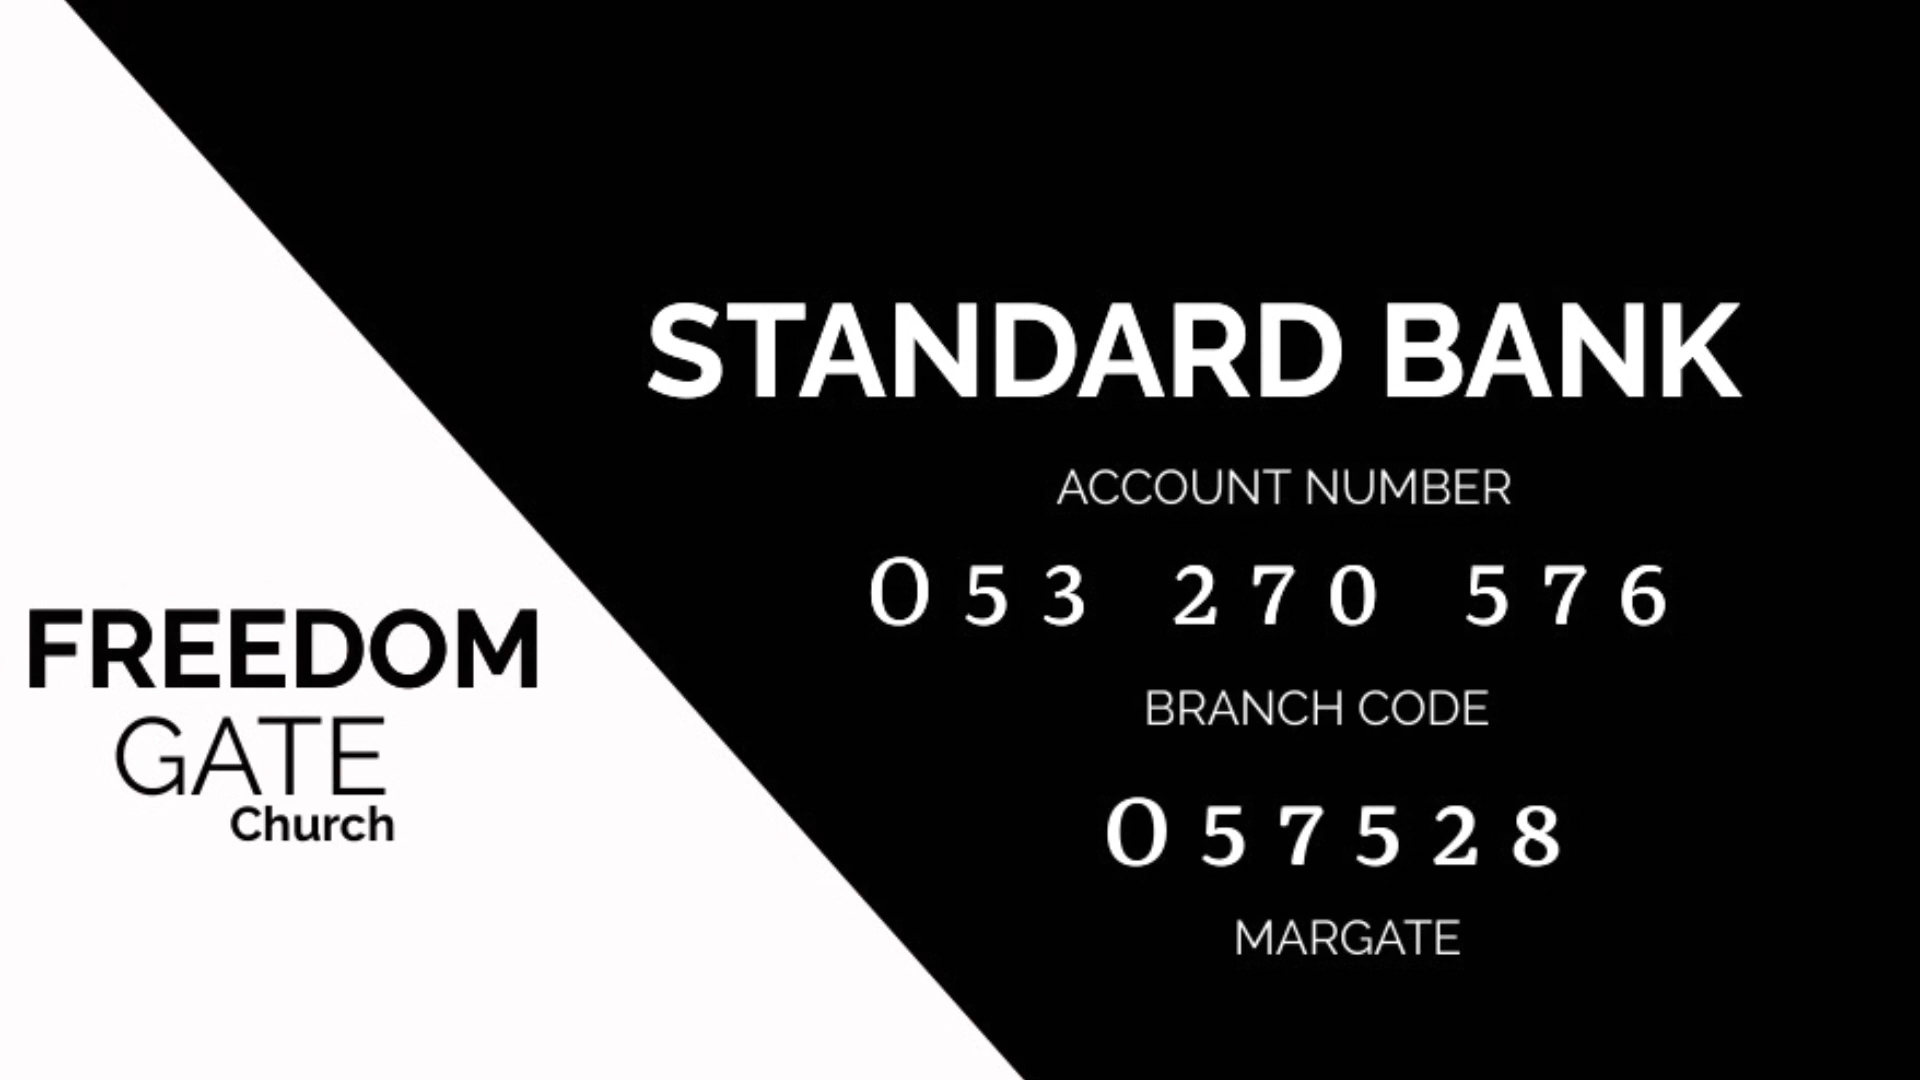 FREEDOM
GATE
Church
STANDARD BANK
ACCOUNT NUMBER
053 270 576
BRANCH CODE
057528
MARGATE